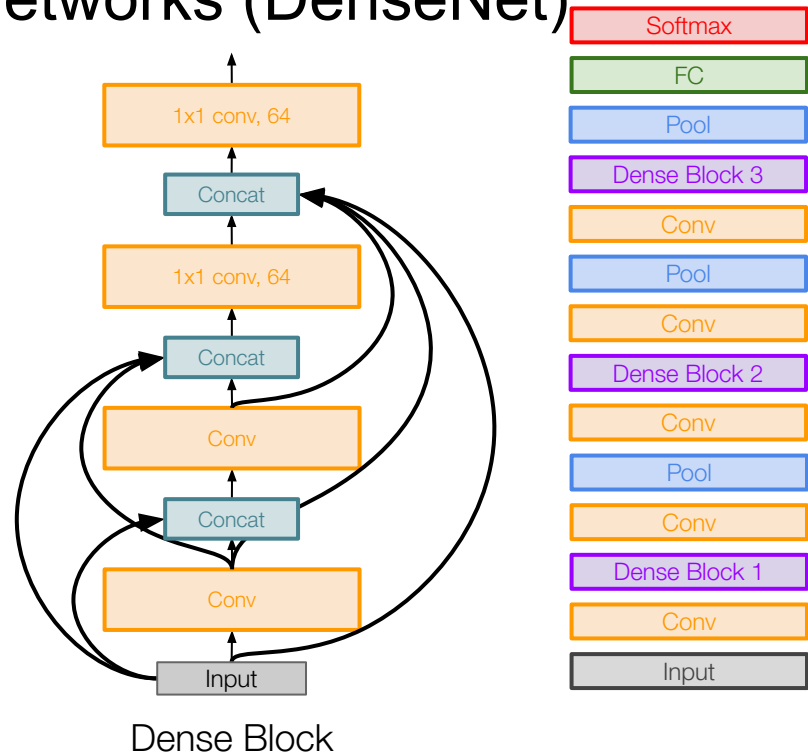 etworks (DenseNet)
1x1 conv, 64
Concat
1x1 conv, 64
Concat
Conv
Concat
Conv
Input
Dense Block
Softmax
FC
Pool
Dense Block 3
Conv
Pool
Conv
Dense Block 2
Conv
Pool
Conv
Dense Block 1
Conv
Input